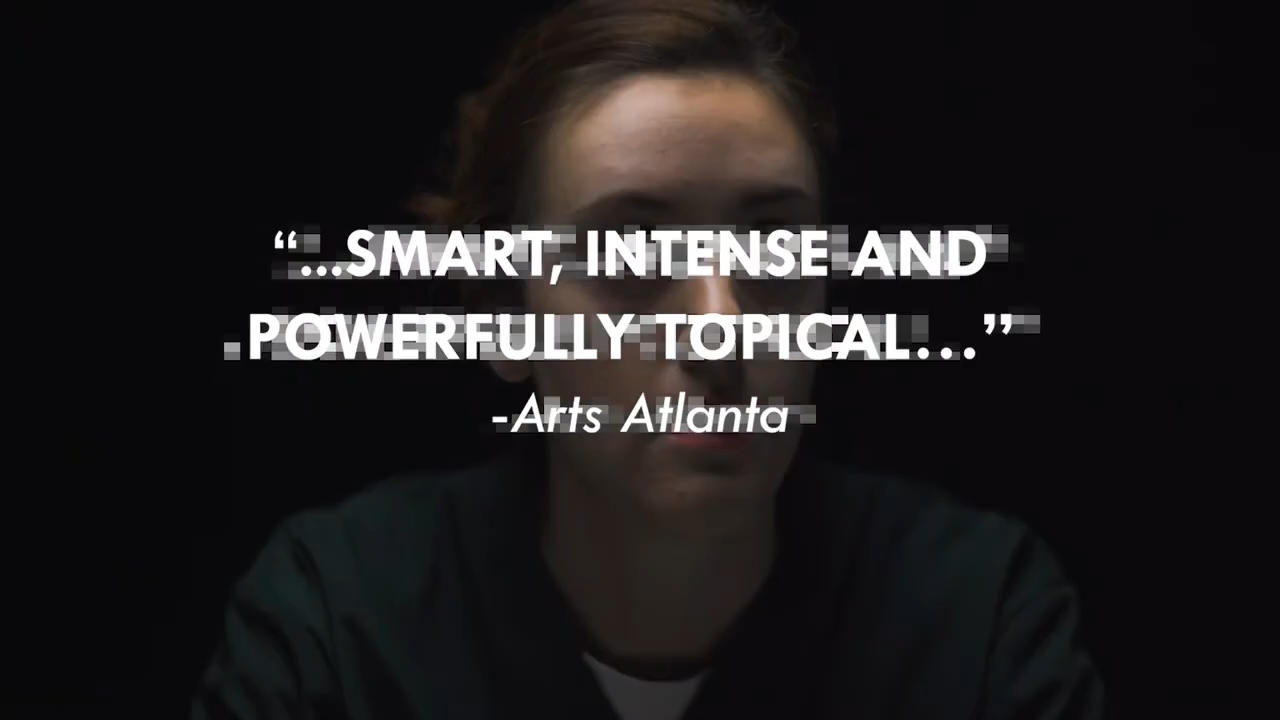 “...SMART, INTENSE AND
POWERFULLY TOPICAL...”
-Arts Atlanta